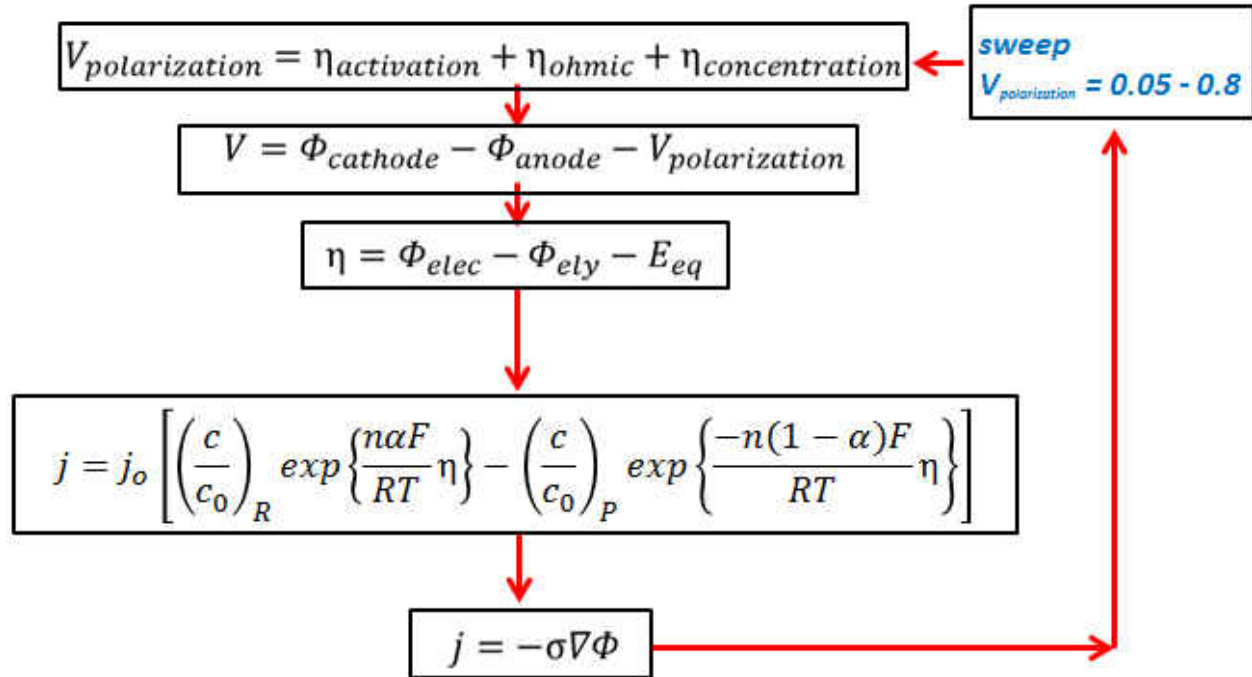 V_polarization = η_activation + η_ohmic + η_concentration
sweep
V_polarization = 0.05 - 0.8
V = Φ_cathode − Φ_anode − V_polarization
η = Φ_elec − Φ_ely − E_eq
j = j_o [(c/c_0)_R exp{nαF/RT η} − (c/c_0)_P exp{−n(1 − α)F/RT η}]
j = −σ∇Φ